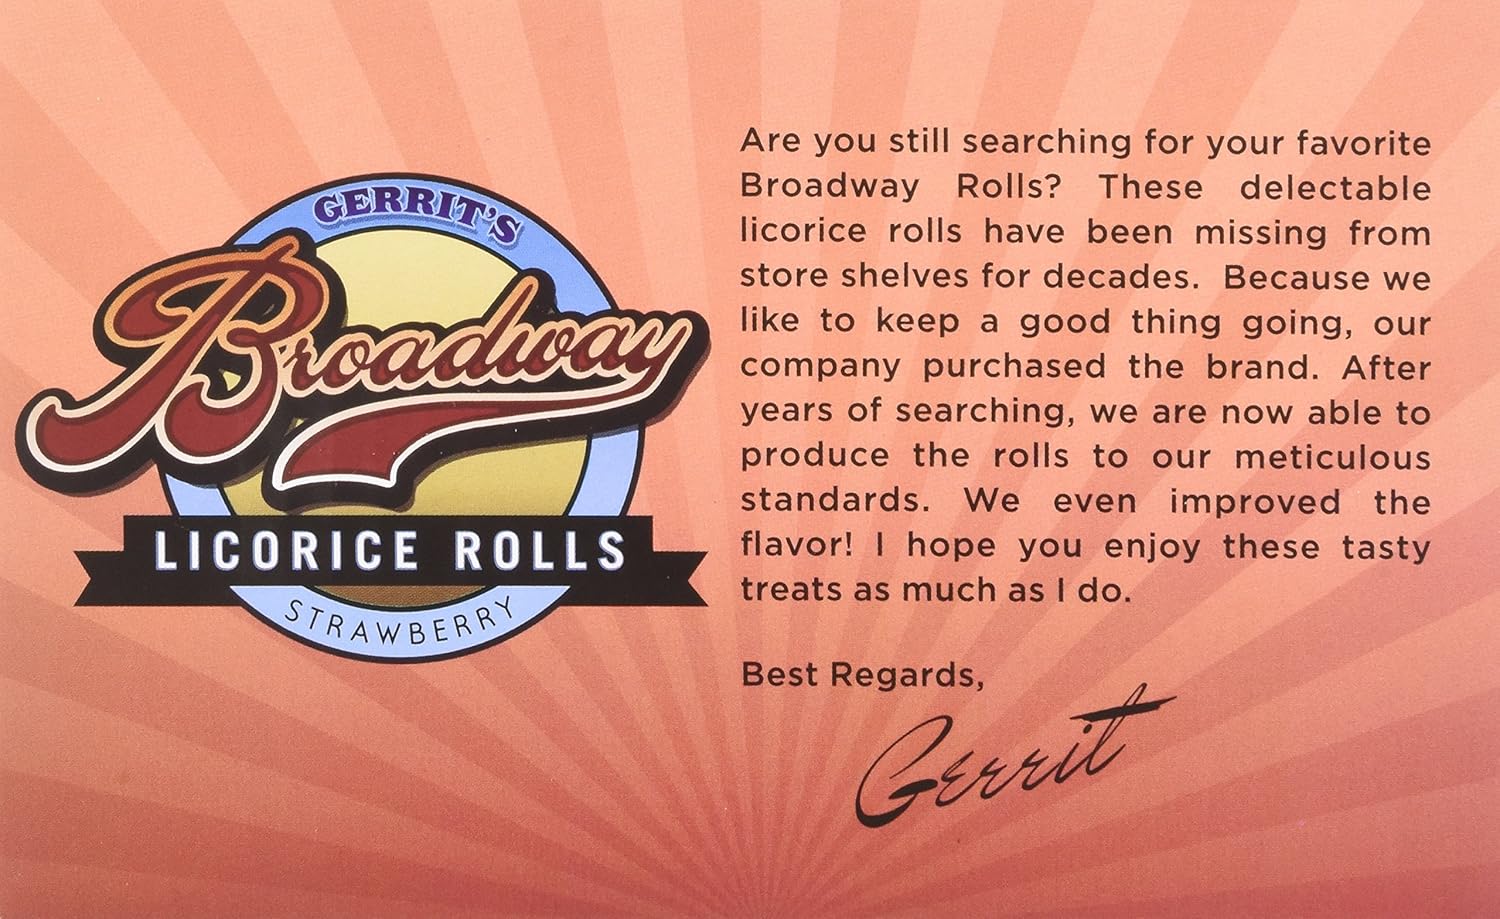 GERRIT'S
Broadway
LICORICE ROLLS
STRAWBERRY
Are you still searching for your favorite
Broadway Rolls? These delectable
licorice rolls have been missing from
store shelves for decades. Because we
like to keep a good thing going, our
company purchased the brand. After
years of searching, we are now able to
produce the rolls to our meticulous
standards. We even improved the
flavor! I hope you enjoy these tasty
treats as much as I do.
Best Regards,
Gerrit